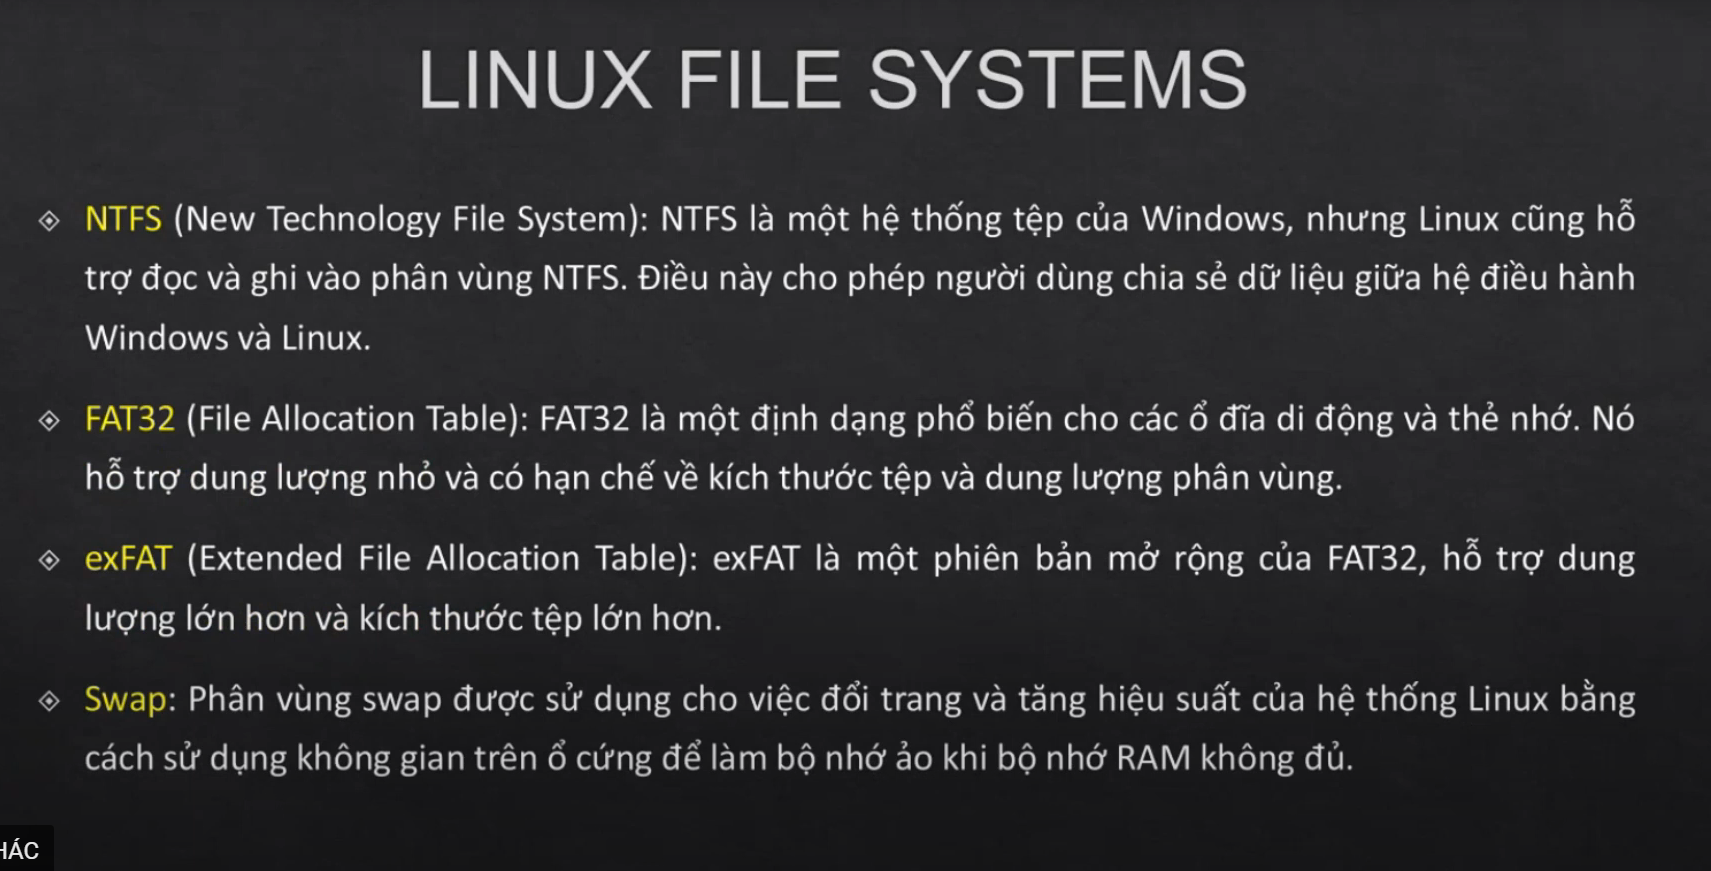 LINUX FILE SYSTEMS
NTFS (New Technology File System): NTFS là một hệ thống tệp của Windows, nhưng Linux cũng hỗ
trợ đọc và ghi vào phân vùng NTFS. Điều này cho phép người dùng chia sẻ dữ liệu giữa hệ điều hành
Windows và Linux.
FAT32 (File Allocation Table): FAT32 là một định dạng phổ biến cho các ổ đĩa di động và thẻ nhớ. Nó
hỗ trợ dung lượng nhỏ và có hạn chế về kích thước tệp và dung lượng phân vùng.
exFAT (Extended File Allocation Table): exFAT là một phiên bản mở rộng của FAT32, hỗ trợ dung
lượng lớn hơn và kích thước tệp lớn hơn.
Swap: Phân vùng swap được sử dụng cho việc đổi trang và tăng hiệu suất của hệ thống Linux bằng
cách sử dụng không gian trên ổ cứng để làm bộ nhớ ảo khi bộ nhớ RAM không đủ.
HÁC